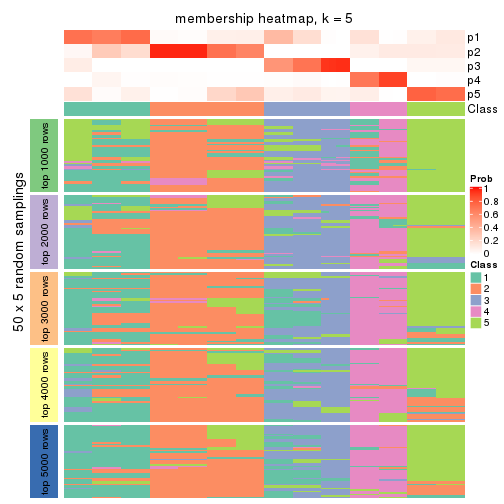 membership heatmap, k = 5
p1
p2
p3
p4
p5
Class
50 x 5 random samplings
top 1000 rows
top 2000 rows
top 3000 rows
top 4000 rows
top 5000 rows
Prob
1
0.8
0.6
0.4
0.2
0
Class
1
2
3
4
5